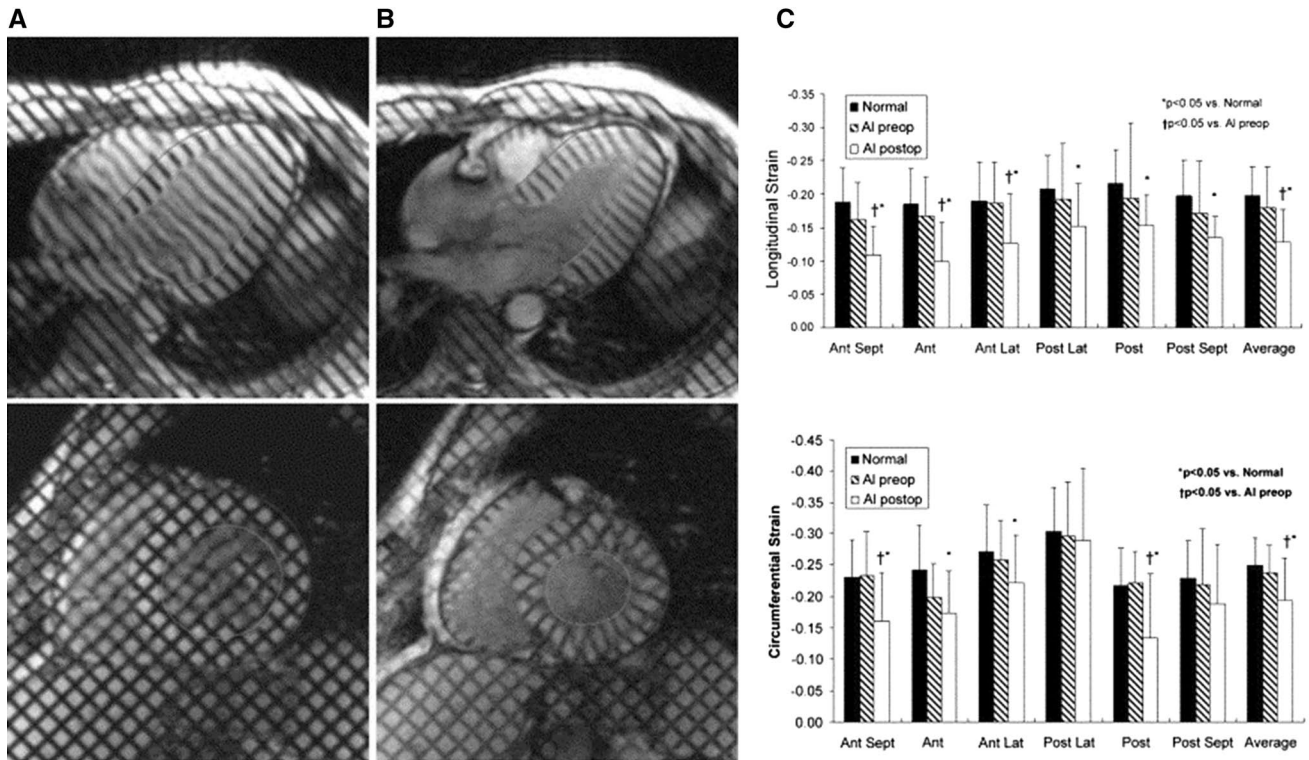 A
B
C
-0.35
-0.30
-0.25
-0.20
-0.15
-0.10
-0.05
0.00
Longitudinal Strain
Normal
AI preop
AI postop
*p<0.05 vs. Normal
†p<0.05 vs. AI preop
†*
†*
†*
*
*
*
†*
Ant Sept
Ant
Ant Lat
Post Lat
Post
Post Sept
Average
-0.45
-0.40
-0.35
-0.30
-0.25
-0.20
-0.15
-0.10
-0.05
0.00
Circumferential Strain
Normal
AI preop
AI postop
*p<0.05 vs. Normal
†p<0.05 vs. AI preop
†*
*
*
†*
†*
Ant Sept
Ant
Ant Lat
Post Lat
Post
Post Sept
Average